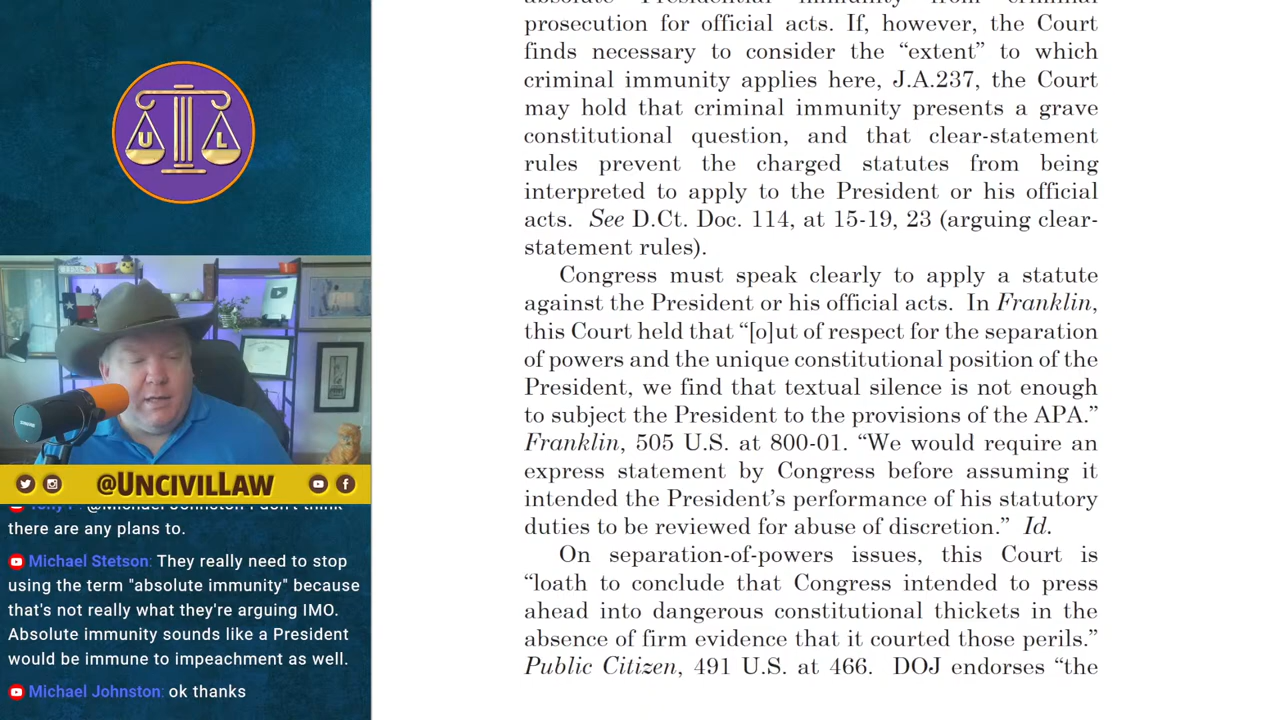 absolute Presidential immunity from criminal
prosecution for official acts. If, however, the Court
finds necessary to consider the “extent” to which
criminal immunity applies here, J.A.237, the Court
may hold that criminal immunity presents a grave
constitutional question, and that clear-statement
rules prevent the charged statutes from being
interpreted to apply to the President or his official
acts. See D.Ct. Doc. 114, at 15-19, 23 (arguing clear-
statement rules).
Congress must speak clearly to apply a statute
against the President or his official acts. In Franklin,
this Court held that “[o]ut of respect for the separation
of powers and the unique constitutional position of the
President, we find that textual silence is not enough
to subject the President to the provisions of the APA.”
Franklin, 505 U.S. at 800-01. “We would require an
express statement by Congress before assuming it
intended the President’s performance of his statutory
duties to be reviewed for abuse of discretion.” Id.
On separation-of-powers issues, this Court is
“loath to conclude that Congress intended to press
ahead into dangerous constitutional thickets in the
absence of firm evidence that it courted those perils.”
Public Citizen, 491 U.S. at 466. DOJ endorses “the
U L
@UNCIVILLAW
@Michael Johnston I don't think
there are any plans to.
Michael Stetson: They really need to stop
using the term "absolute immunity" because
that's not really what they're arguing IMO.
Absolute immunity sounds like a President
would be immune to impeachment as well.
Michael Johnston: ok thanks